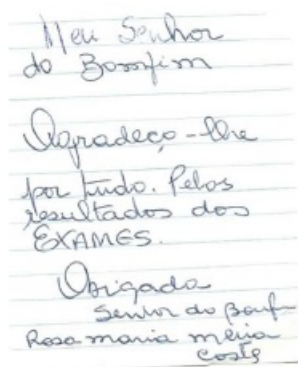 Meu Senhor
do Bomfim
Agradeço-lhe
por tudo. Pelos
resultados dos
EXAMES.
Obrigada
Senhor do Bonf
Rosa maria meira
Costa